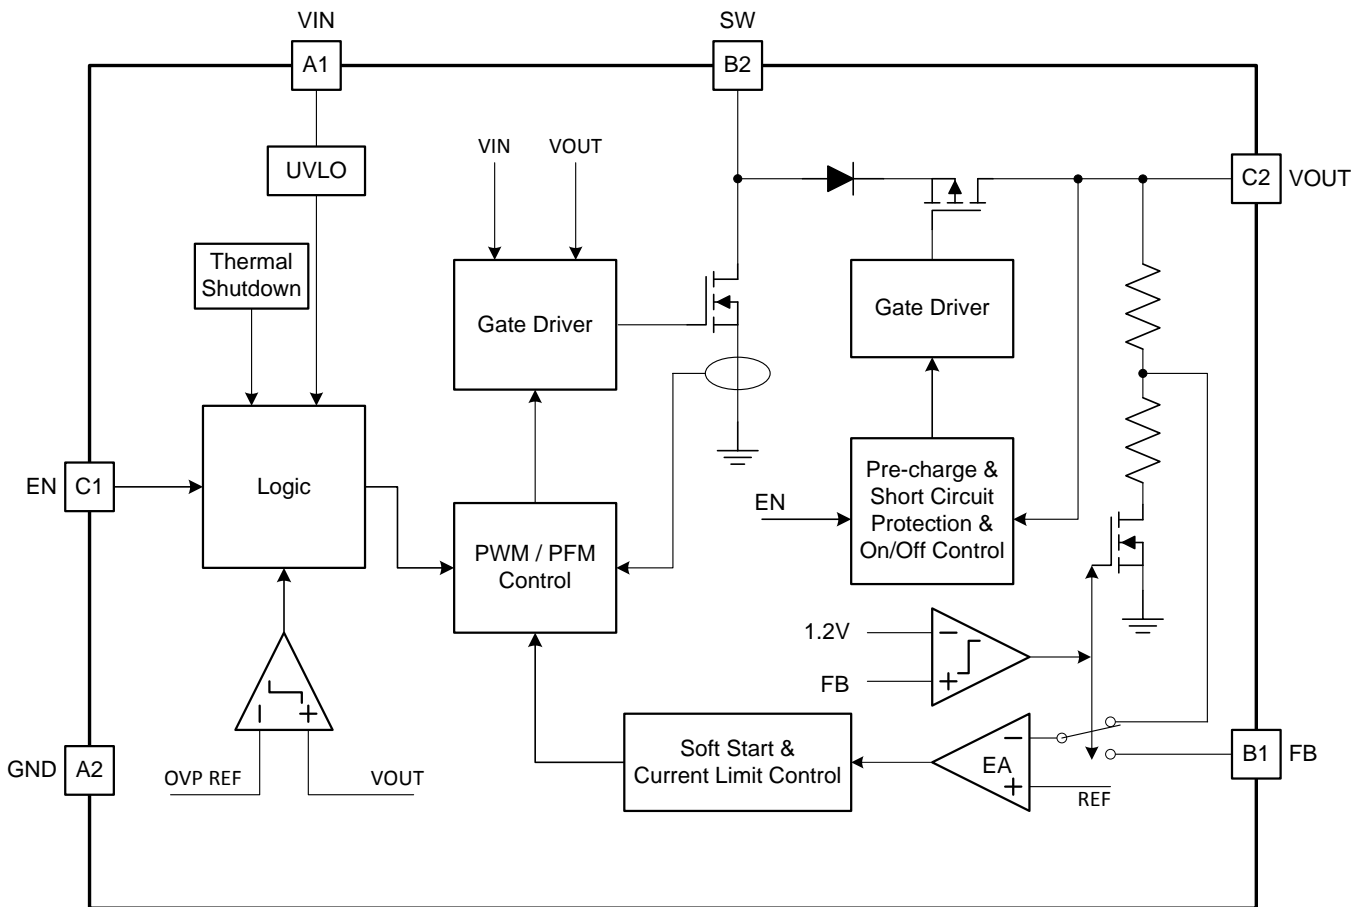 VIN
SW
A1
B2
UVLO
VIN
VOUT
C2
VOUT
Thermal
Shutdown
Gate Driver
Gate Driver
EN
C1
Logic
Pre-charge &
Short Circuit
Protection &
On/Off Control
EN
PWM / PFM
Control
1.2V
FB
GND
A2
OVP REF
VOUT
Soft Start &
Current Limit Control
EA
REF
B1
FB